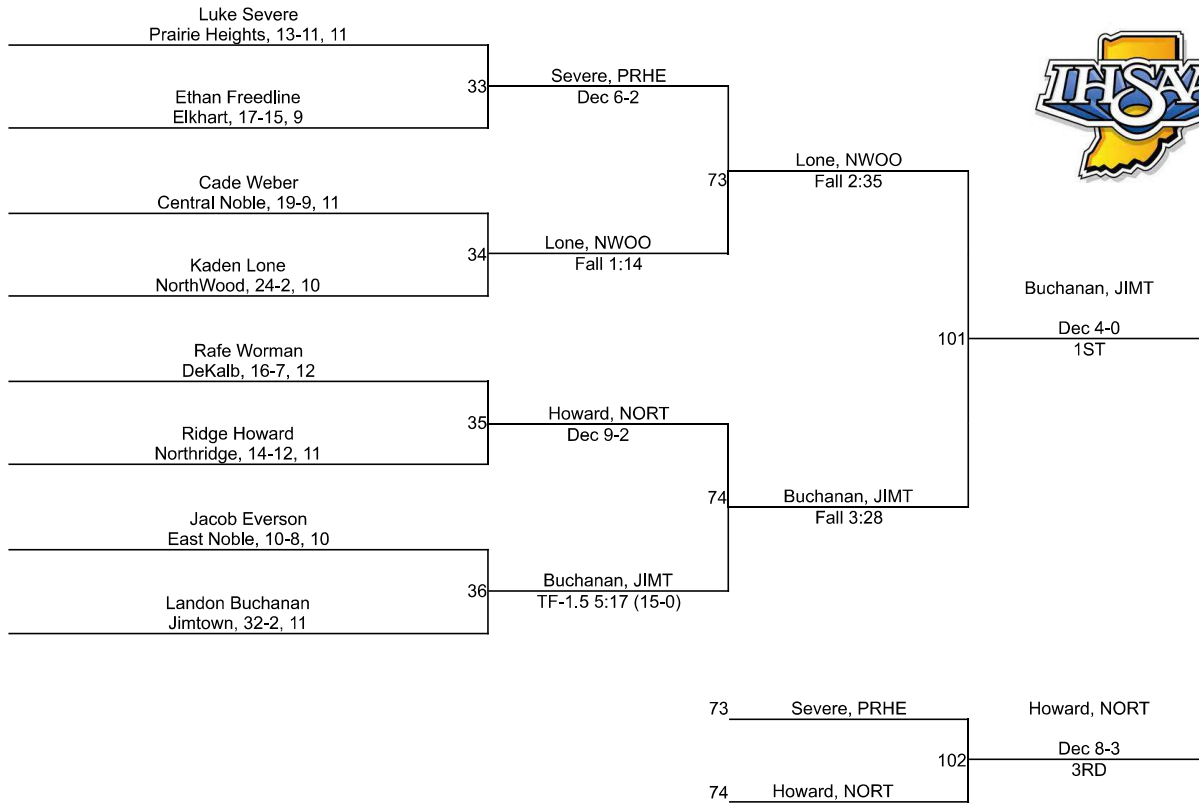 Luke Severe
Prairie Heights, 13-11, 11
33
Ethan Freedline
Elkhart, 17-15, 9
Severe, PRHE
Dec 6-2
73
Cade Weber
Central Noble, 19-9, 11
34
Kaden Lone
NorthWood, 24-2, 10
Lone, NWOO
Fall 1:14
Lone, NWOO
Fall 2:35
101
Rafe Worman
DeKalb, 16-7, 12
35
Ridge Howard
Northridge, 14-12, 11
Howard, NORT
Dec 9-2
74
Jacob Everson
East Noble, 10-8, 10
36
Landon Buchanan
Jimtown, 32-2, 11
Buchanan, JIMT
TF-1.5 5:17 (15-0)
Buchanan, JIMT
Fall 3:28
IHSAA
Buchanan, JIMT
Dec 4-0
1ST
73 Severe, PRHE
102
74 Howard, NORT
Howard, NORT
Dec 8-3
3RD